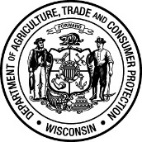 DEPARTMENT OF AGRICULTURE, TRADE AND CONSUMER PROTECTION
FORWARD
• WISCONSIN •